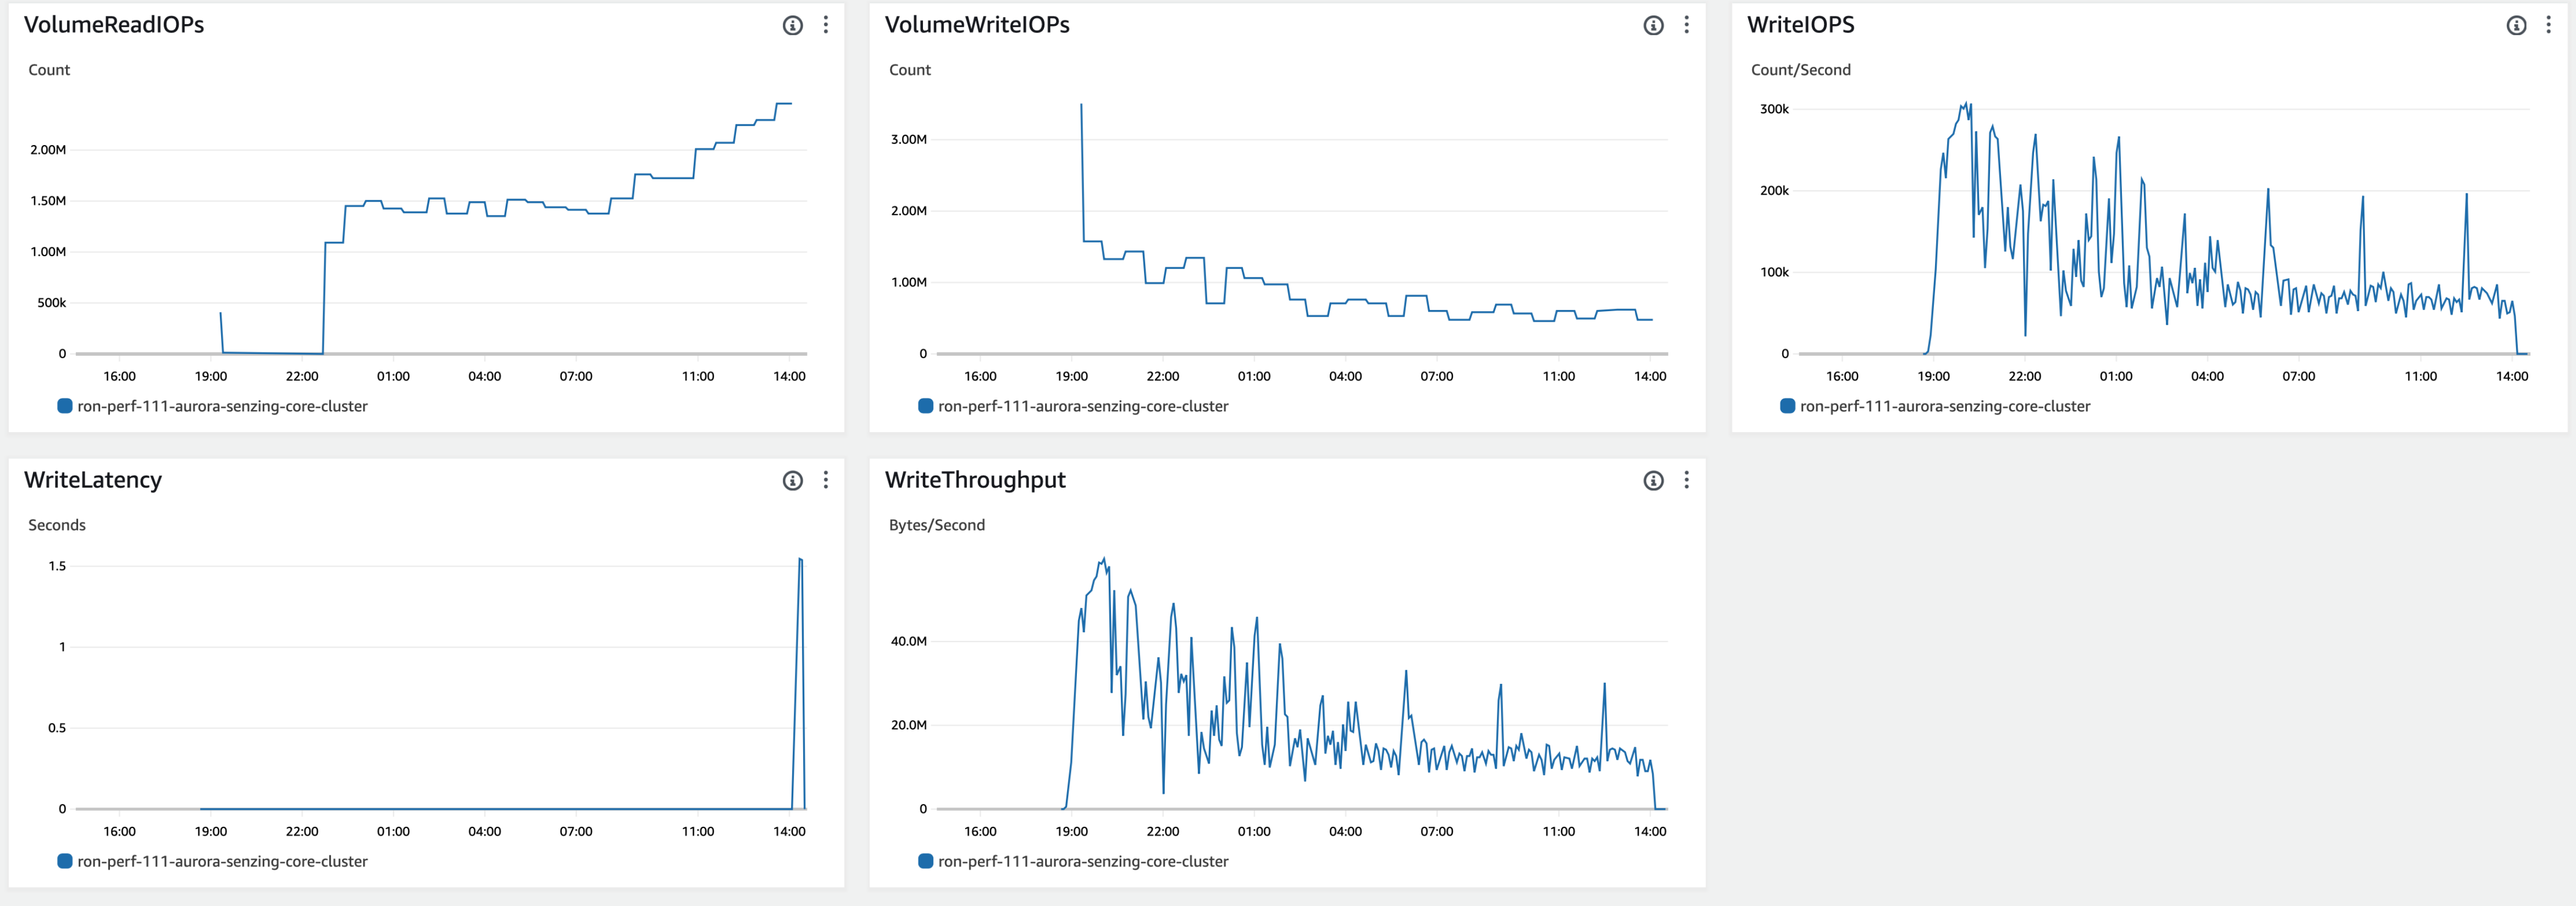 VolumeReadIOPs
Count
2.00M
1.50M
1.00M
500k
0
16:00 19:00 22:00 01:00 04:00 07:00 11:00 14:00
ron-perf-111-aurora-senzing-core-cluster
VolumeWriteIOPs
Count
3.00M
2.00M
1.00M
0
16:00 19:00 22:00 01:00 04:00 07:00 11:00 14:00
ron-perf-111-aurora-senzing-core-cluster
WriteIOPS
Count/Second
300k
200k
100k
0
16:00 19:00 22:00 01:00 04:00 07:00 11:00 14:00
ron-perf-111-aurora-senzing-core-cluster
WriteLatency
Seconds
1.5
1
0.5
0
16:00 19:00 22:00 01:00 04:00 07:00 11:00 14:00
ron-perf-111-aurora-senzing-core-cluster
WriteThroughput
Bytes/Second
40.0M
20.0M
0
16:00 19:00 22:00 01:00 04:00 07:00 11:00 14:00
ron-perf-111-aurora-senzing-core-cluster